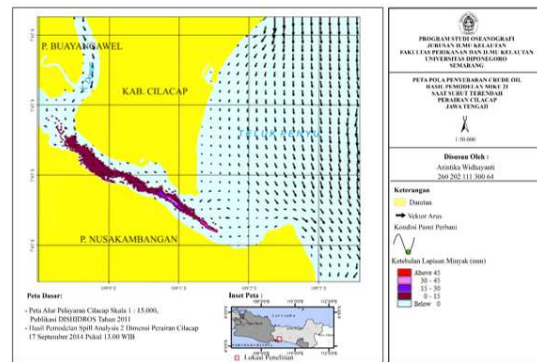 P. BUAYANGAWEL
KAB. CILACAP
TELUK PENYU
P. NUSAKAMBANGAN
Peta Dasar:
- Peta Alur Pelayaran Cilacap Skala 1 : 15.000,
Publikasi DISHIDROS Tahun 2011
- Hasil Pemodelan Spill Analysis 2 Dimensi Perairan Cilacap
17 September 2014 Pukul 13.00 WIB
Inset Peta :
Lokasi Penelitian
PROGRAM STUDI OSEANOGRAFI
JURUSAN ILMU KELAUTAN
FAKULTAS PERIKANAN DAN ILMU KELAUTAN
UNIVERSITAS DIPONEGORO
SEMARANG
PETA POLA PENYEBARAN CRUDE OIL
HASIL PEMODELAN MIKE 21
SAAT SURUT TERENDAH
PERAIRAN CILACAP
JAWA TENGAH
1:50.000
Disusun Oleh :
Arintika Widhayanti
260 202 111 300 64
Keterangan
Daratan
Vektor Arus
Kondisi Pasut Perbani
Ketebalan Lapisan Minyak (mm)
Above 45
30 - 45
15 - 30
0 - 15
Below 0